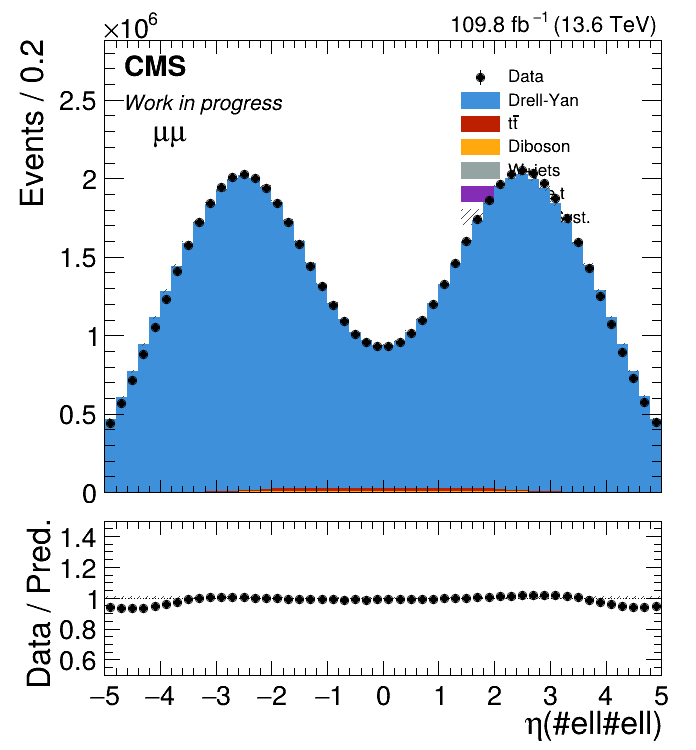 ×10⁶
109.8 fb⁻¹ (13.6 TeV)
Events / 0.2
CMS
Work in progress
μμ
Data
Drell-Yan
tt̄
Diboson
2.5
2
1.5
1
0.5
0
Data / Pred.
1.4
1.2
1
0.8
0.6
−5 −4 −3 −2 −1 0 1 2 3 4 5
η(#ell#ell)